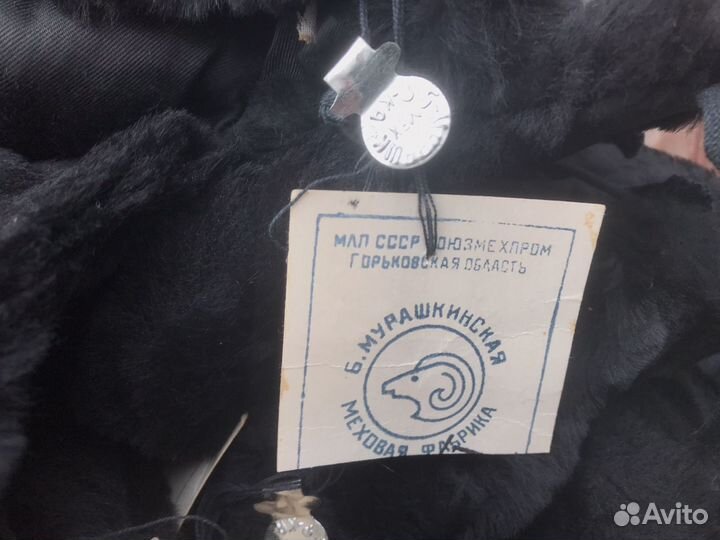 МЛП СССР СОЮЗМЕХПРОМ
ГОРЬКОВСКАЯ ОБЛАСТЬ
Б. МУРАШКИНСКАЯ
МЕХОВАЯ ФАБРИКА
Avito